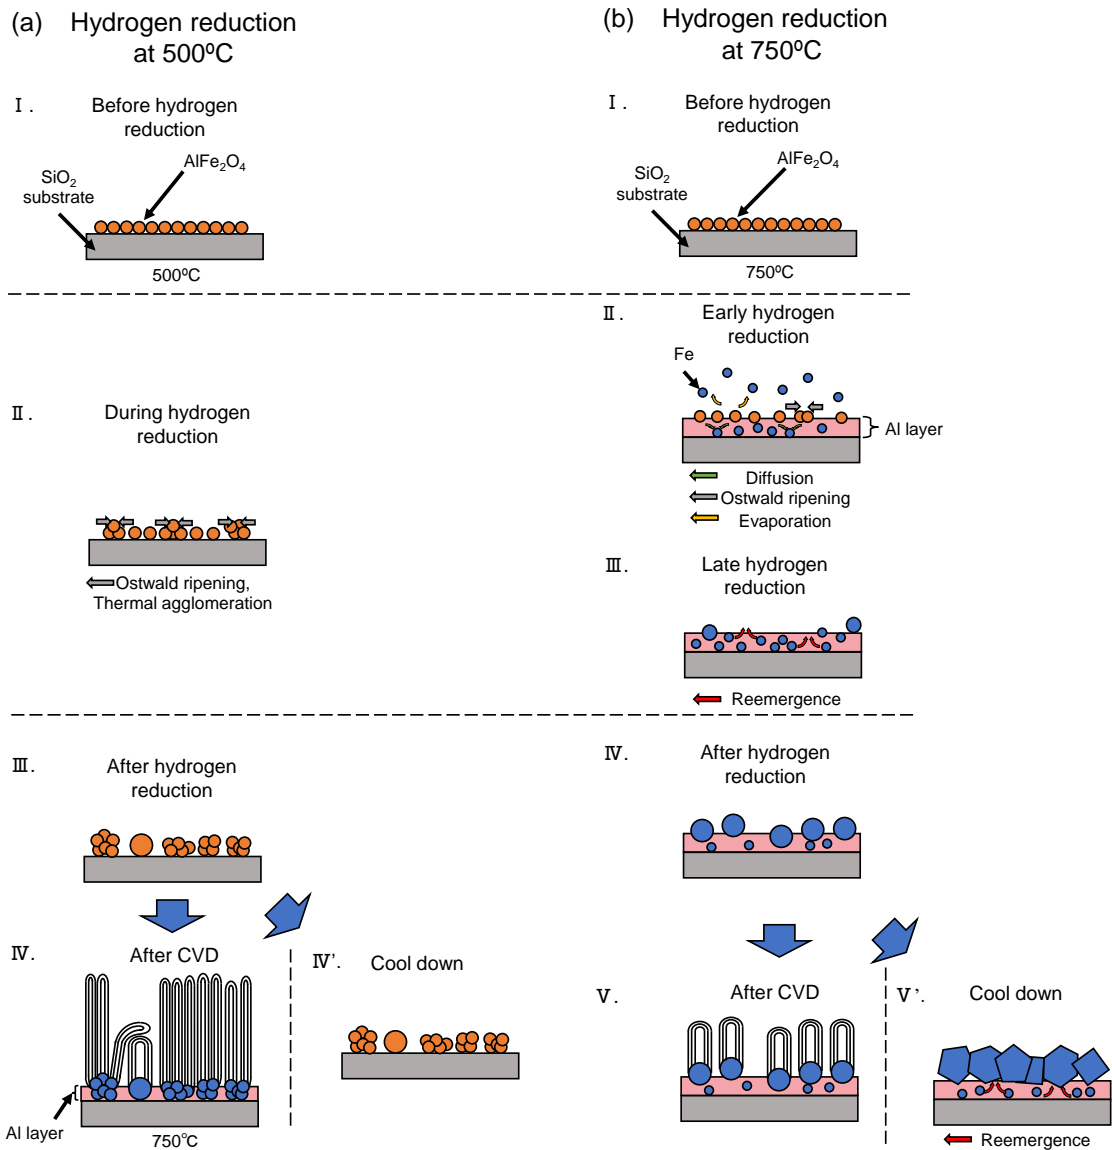 (a) Hydrogen reduction
at 500ºC
Ⅰ. Before hydrogen
reduction
AlFe₂O₄
SiO₂
substrate
500ºC
Ⅱ. During hydrogen
reduction
Ostwald ripening,
Thermal agglomeration
Ⅲ. After hydrogen
reduction
Ⅳ. After CVD
Al layer
750℃
Ⅳ'. Cool down
(b) Hydrogen reduction
at 750ºC
Ⅰ. Before hydrogen
reduction
AlFe₂O₄
SiO₂
substrate
750ºC
Ⅱ. Early hydrogen
reduction
Fe
Al layer
Diffusion
Ostwald ripening
Evaporation
Ⅲ. Late hydrogen
reduction
Reemergence
Ⅳ. After hydrogen
reduction
Ⅴ. After CVD
Ⅴ'. Cool down
Reemergence